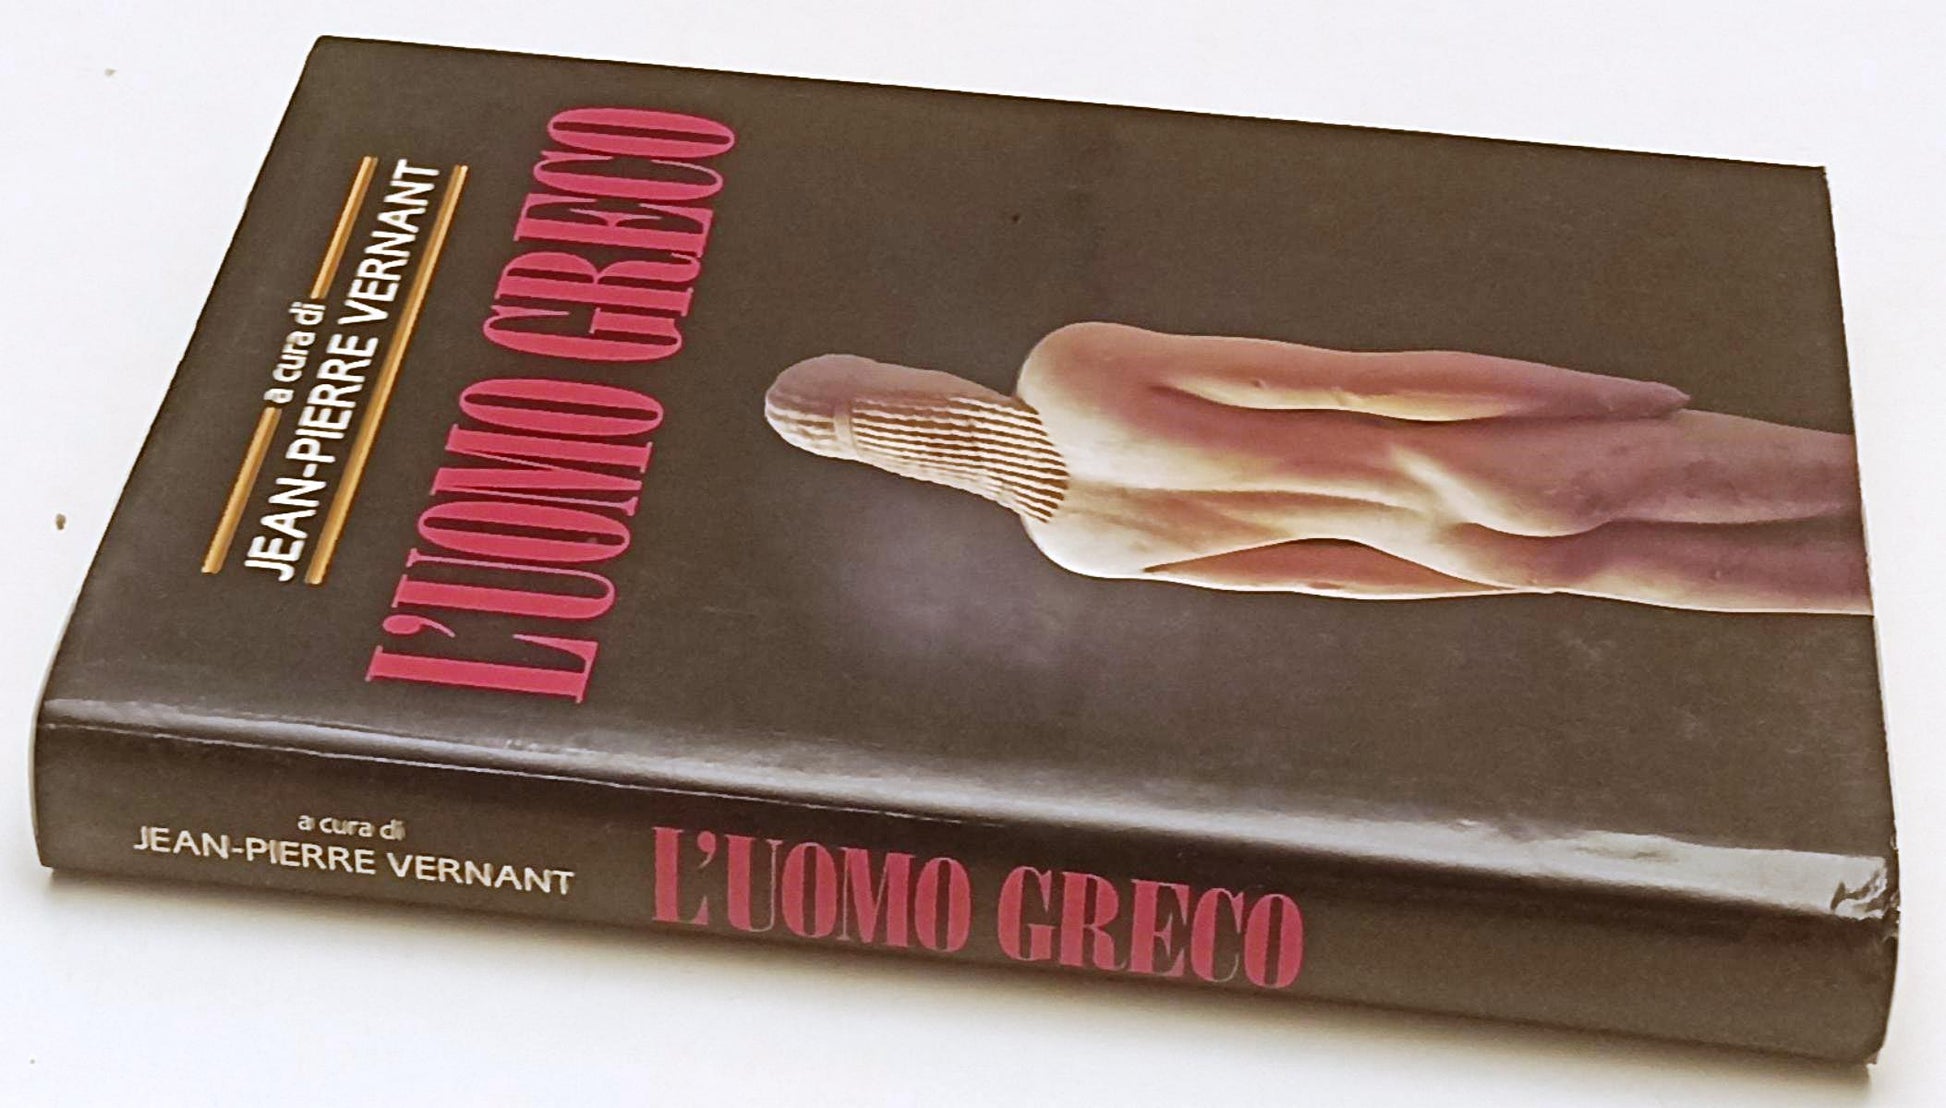 a cura di
JEAN-PIERRE VERNANT
L'UOMO GRECO
a cura di
JEAN-PIERRE VERNANT
L'UOMO GRECO